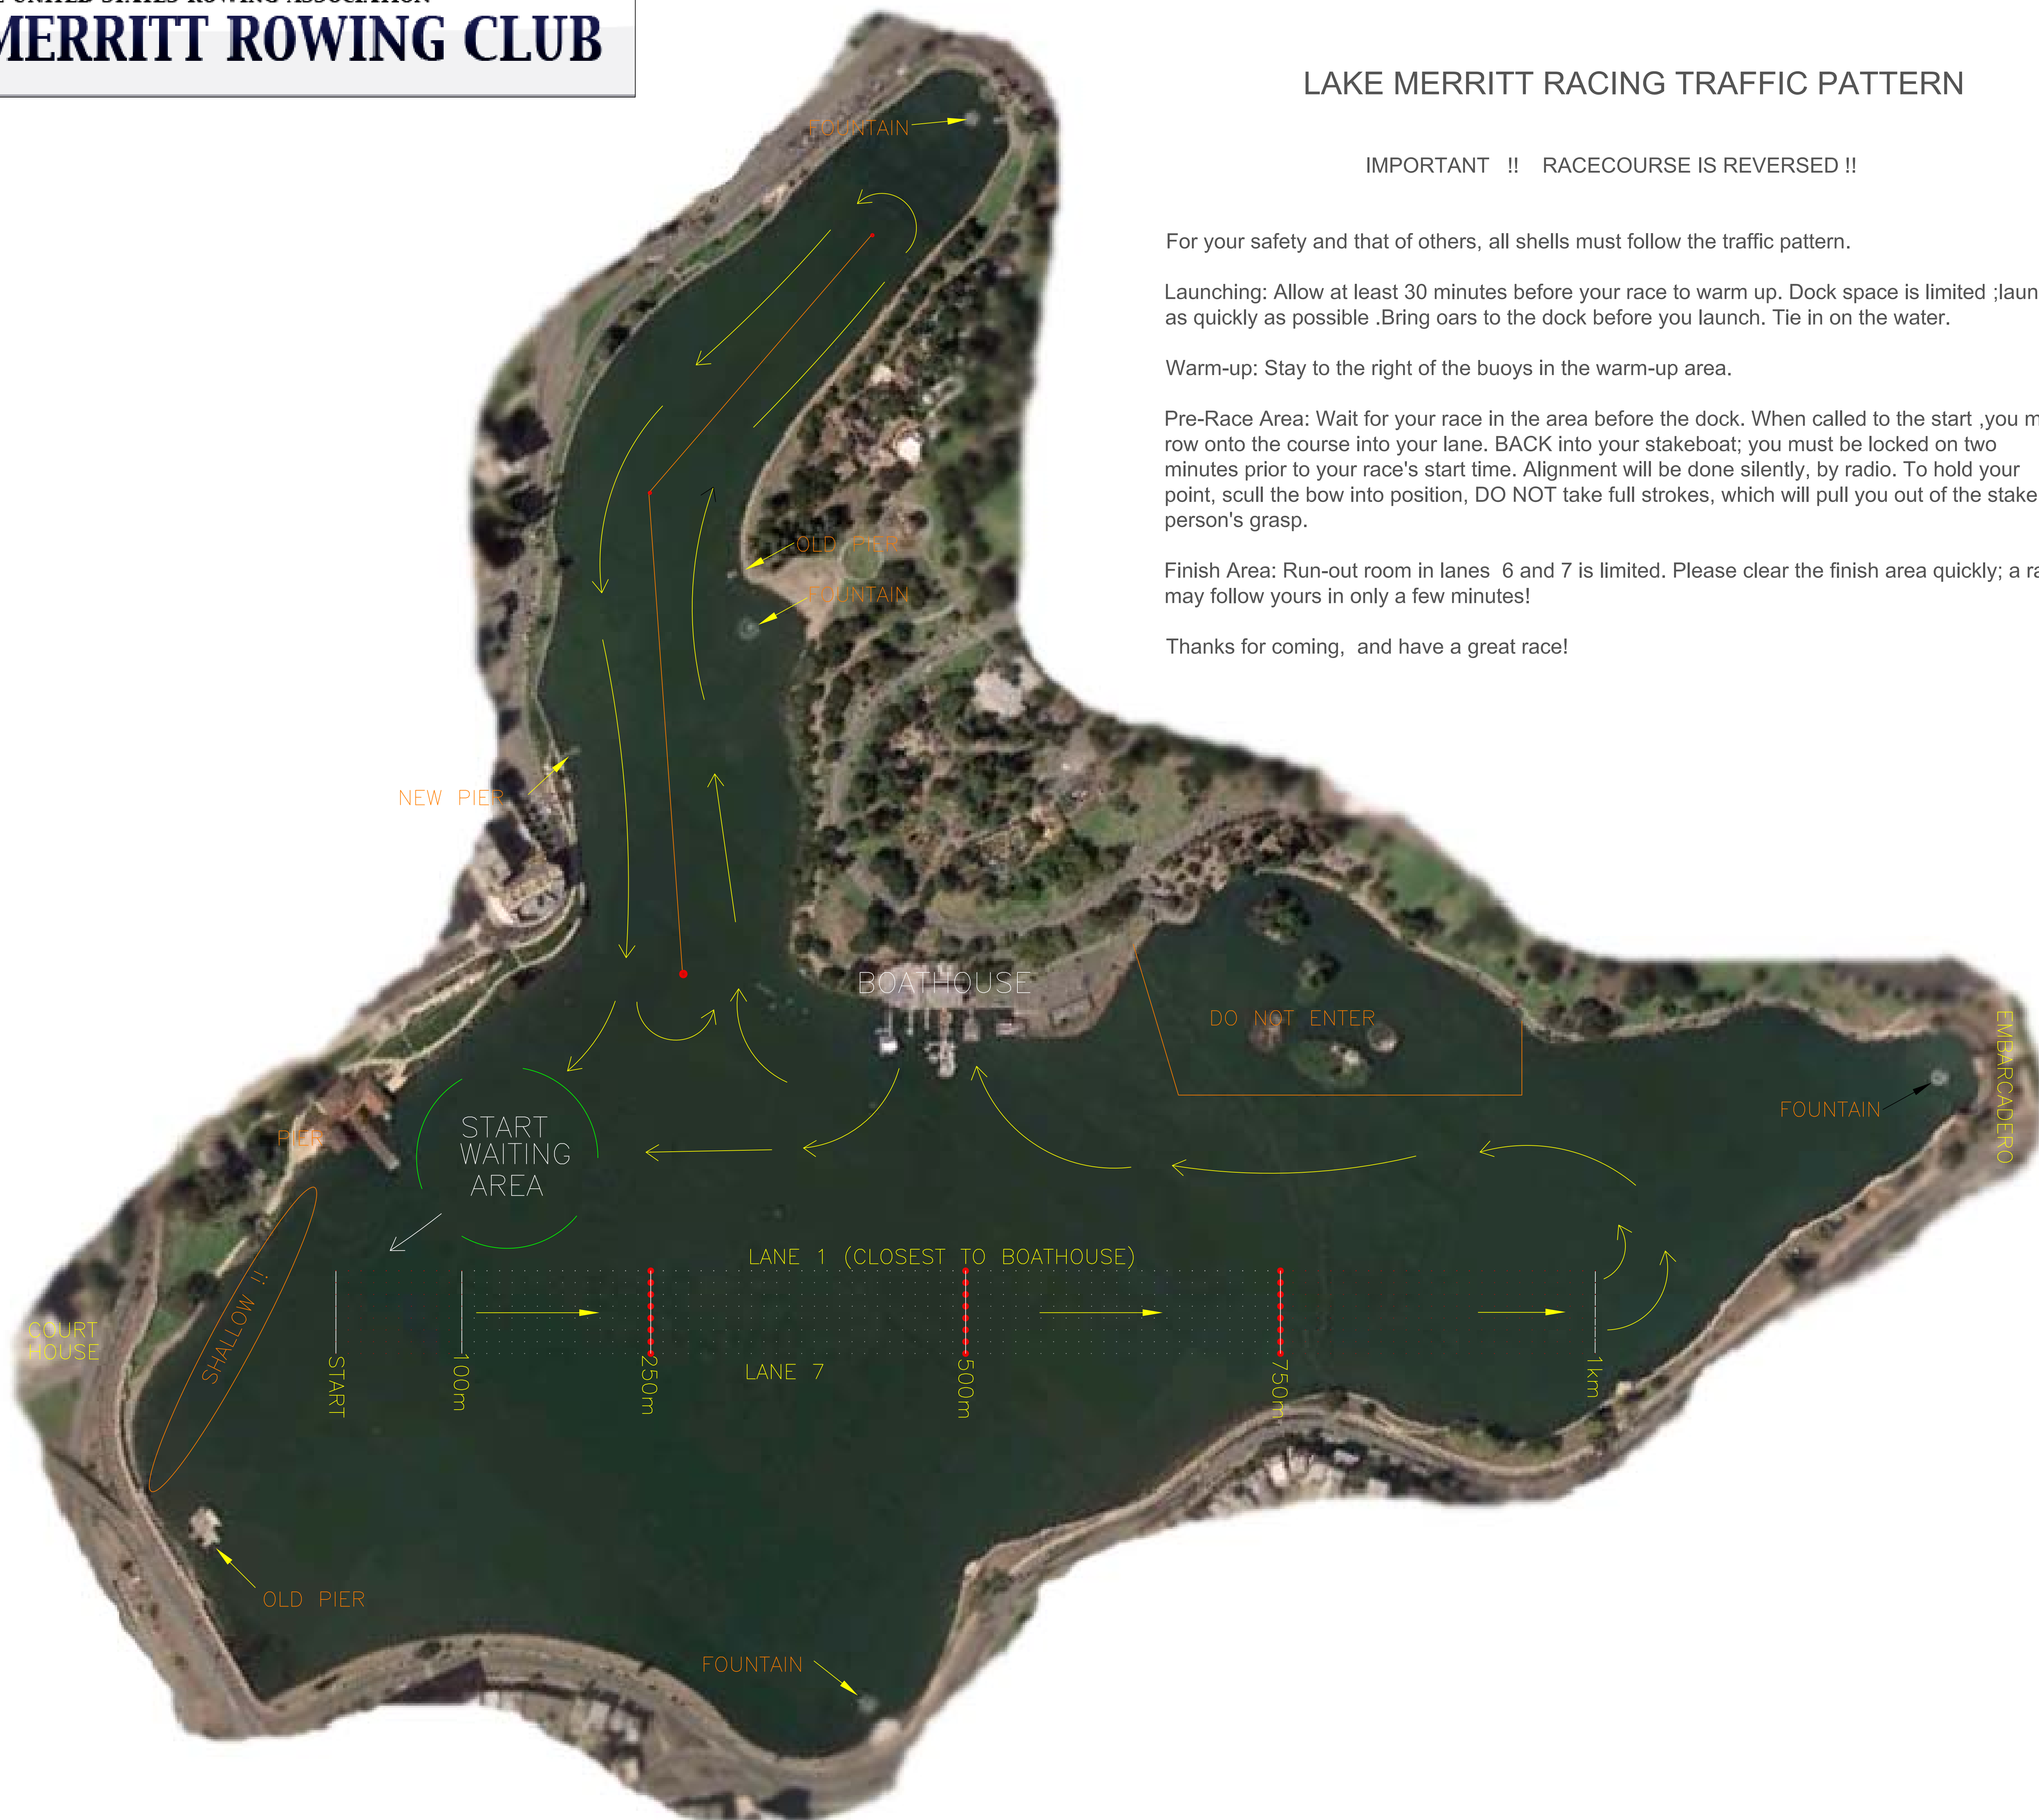 MERRITT ROWING CLUB
LAKE MERRITT RACING TRAFFIC PATTERN
IMPORTANT !! RACECOURSE IS REVERSED !!
For your safety and that of others, all shells must follow the traffic pattern.
Launching: Allow at least 30 minutes before your race to warm up. Dock space is limited ;laun
as quickly as possible .Bring oars to the dock before you launch. Tie in on the water.
Warm-up: Stay to the right of the buoys in the warm-up area.
Pre-Race Area: Wait for your race in the area before the dock. When called to the start ,you m
row onto the course into your lane. BACK into your stakeboat; you must be locked on two
minutes prior to your race's start time. Alignment will be done silently, by radio. To hold your
point, scull the bow into position, DO NOT take full strokes, which will pull you out of the stake
person's grasp.
Finish Area: Run-out room in lanes 6 and 7 is limited. Please clear the finish area quickly; a ra
may follow yours in only a few minutes!
Thanks for coming, and have a great race!
FOUNTAIN
OLD PIER
FOUNTAIN
NEW PIER
BOATHOUSE
DO NOT ENTER
EMBARCADERO
FOUNTAIN
START
WAITING
AREA
PIER
SHALLOW !!
COURT
HOUSE
LANE 1 (CLOSEST TO BOATHOUSE)
LANE 7
START
100m
250m
500m
750m
1km
OLD PIER
FOUNTAIN